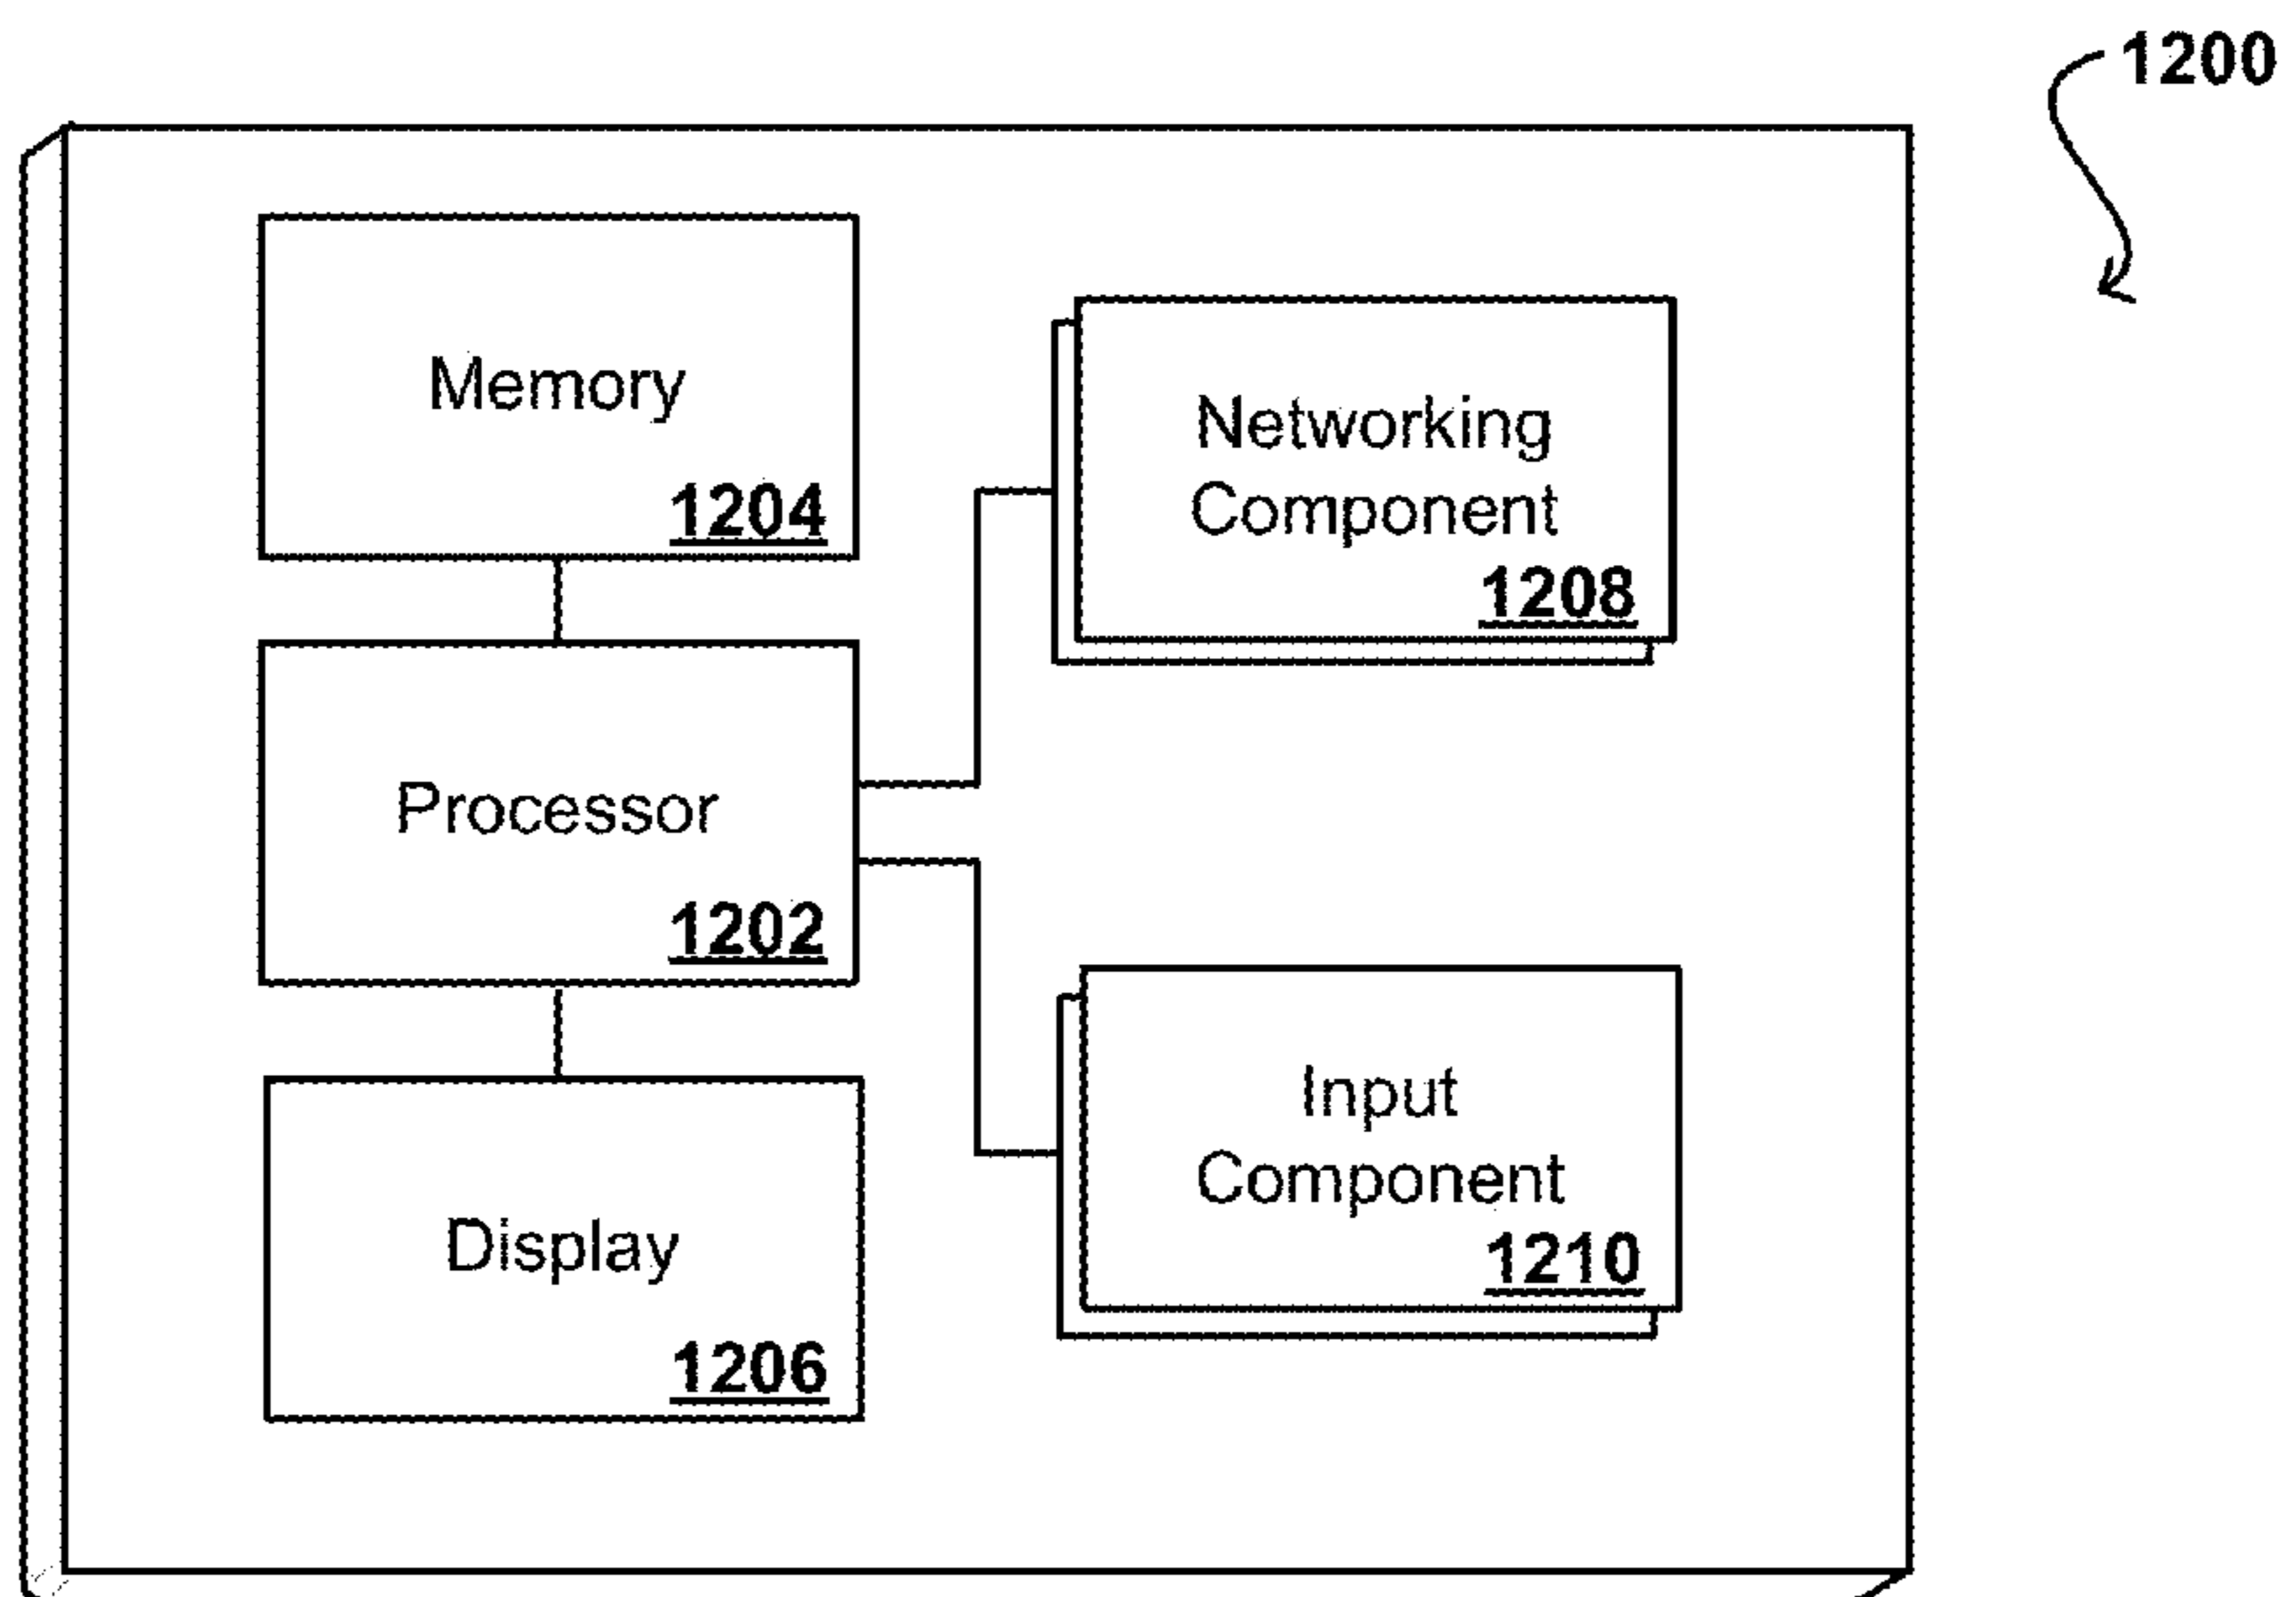 1200
Memory
1204
Networking
Component
1208
Processor
1202
Input
Component
1210
Display
1206